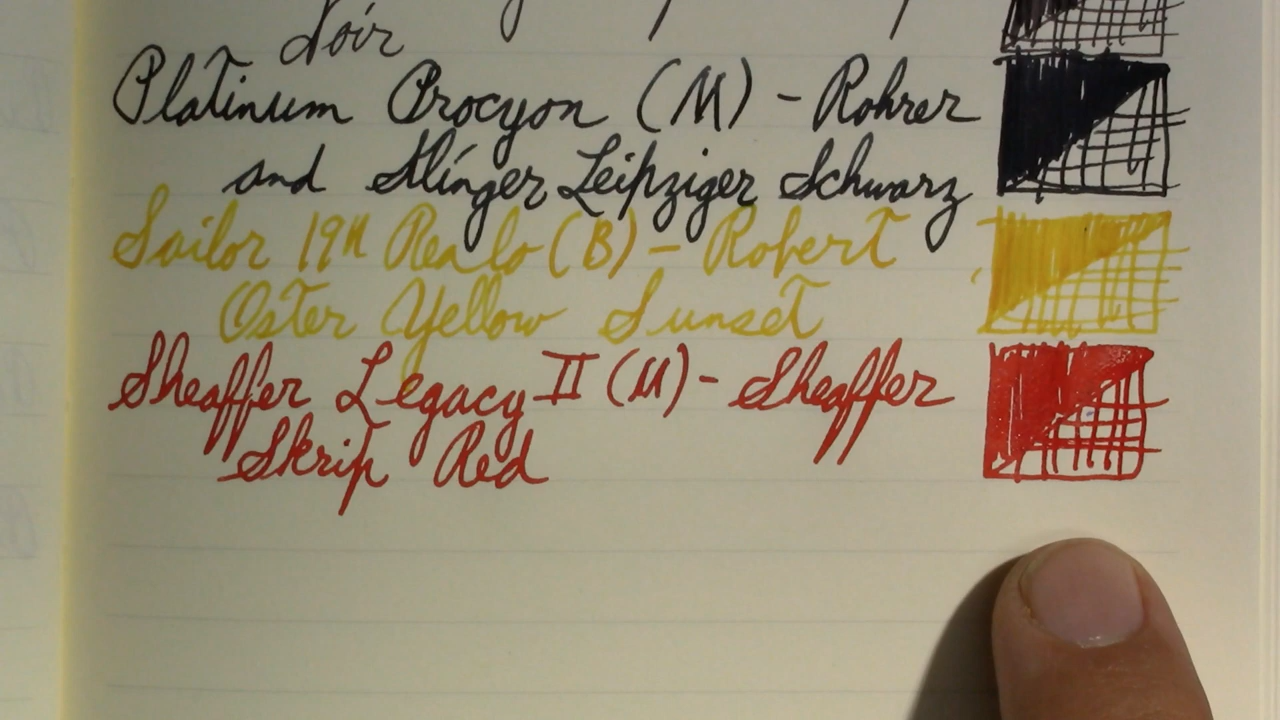 Noir
Platinum Procyon (M) - Rohrer
and Klinger Leipziger Schwarz
Sailor 1911 Realo (B) - Robert
Oster Yellow Sunset
Sheaffer Legacy II (M) - Sheaffer
Skrip Red